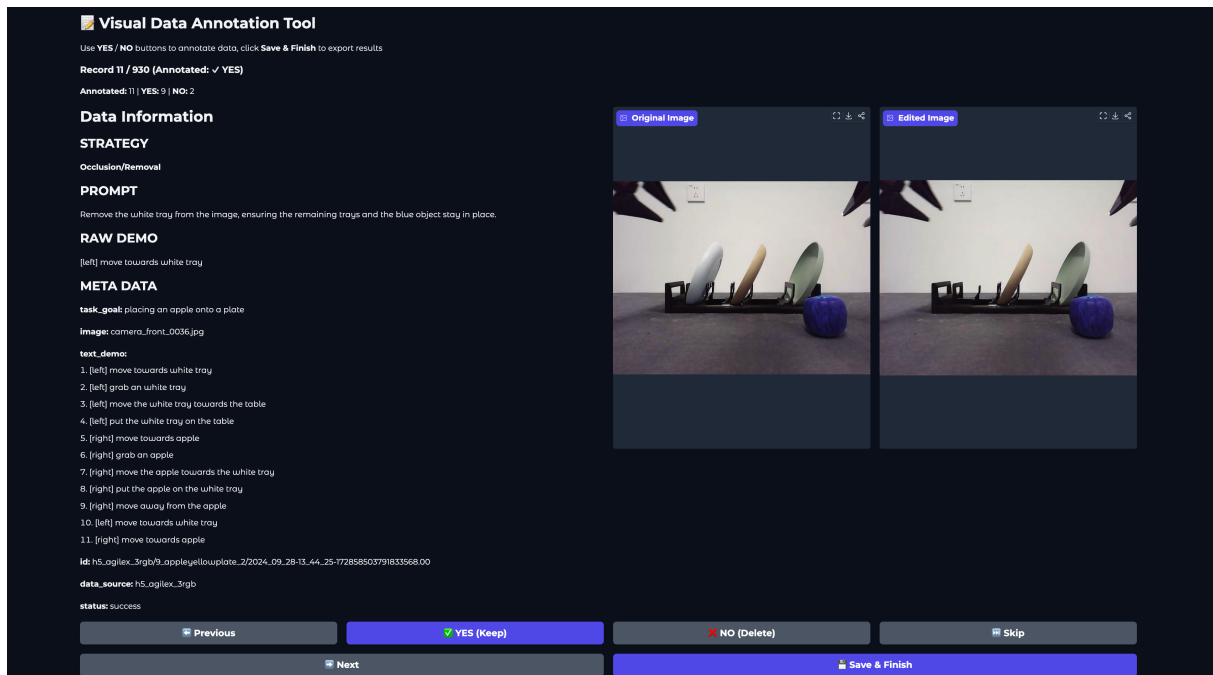 📝 Visual Data Annotation Tool
Use YES / NO buttons to annotate data, click Save & Finish to export results
Record 11 / 930 (Annotated: ✓ YES)
Annotated: 11 | YES: 9 | NO: 2
Data Information
STRATEGY
Occlusion/Removal
PROMPT
Remove the white tray from the image, ensuring the remaining trays and the blue object stay in place.
RAW DEMO
[left] move towards white tray
META DATA
task_goal: placing an apple onto a plate
image: camera_front_0036.jpg
text_demo:
1. [left] move towards white tray
2. [left] grab an white tray
3. [left] move the white tray towards the table
4. [left] put the white tray on the table
5. [right] move towards apple
6. [right] grab an apple
7. [right] move the apple towards the white tray
8. [right] put the apple on the white tray
9. [right] move away from the apple
10. [left] move towards white tray
11. [right] move towards apple
id: h5_agilex_3rgb/9_appleyellowplate_2/2024_09_28-13_44_25-172858503791833568.00
data_source: h5_agilex_3rgb
status: success
Original Image
Edited Image
⬅️ Previous
✅ YES (Keep)
❌ NO (Delete)
⏭️ Skip
➡️ Next
💾 Save & Finish